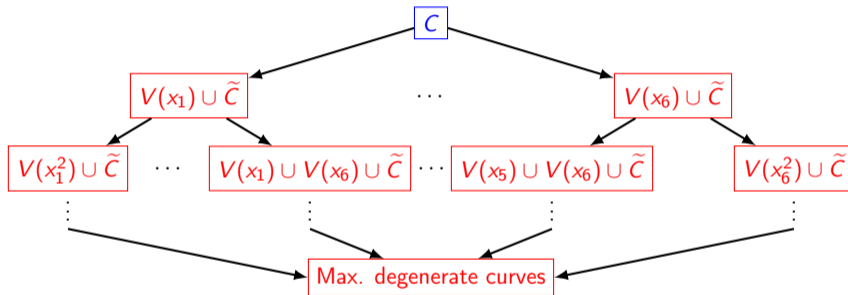 C
V(x₁) ∪ C̃ ⋯ V(x₆) ∪ C̃
V(x₁²) ∪ C̃ ⋯ V(x₁) ∪ V(x₆) ∪ C̃ ⋯ V(x₅) ∪ V(x₆) ∪ C̃ V(x₆²) ∪ C̃
⋮ ⋮ ⋮ ⋮
Max. degenerate curves